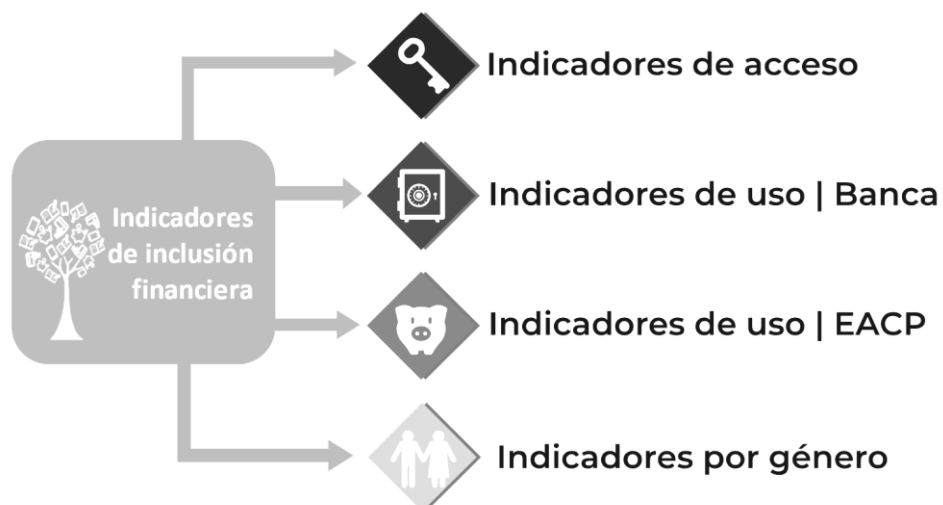 Indicadores de acceso
Indicadores
de inclusión
financiera
Indicadores de uso | Banca
Indicadores de uso | EACP
Indicadores por género